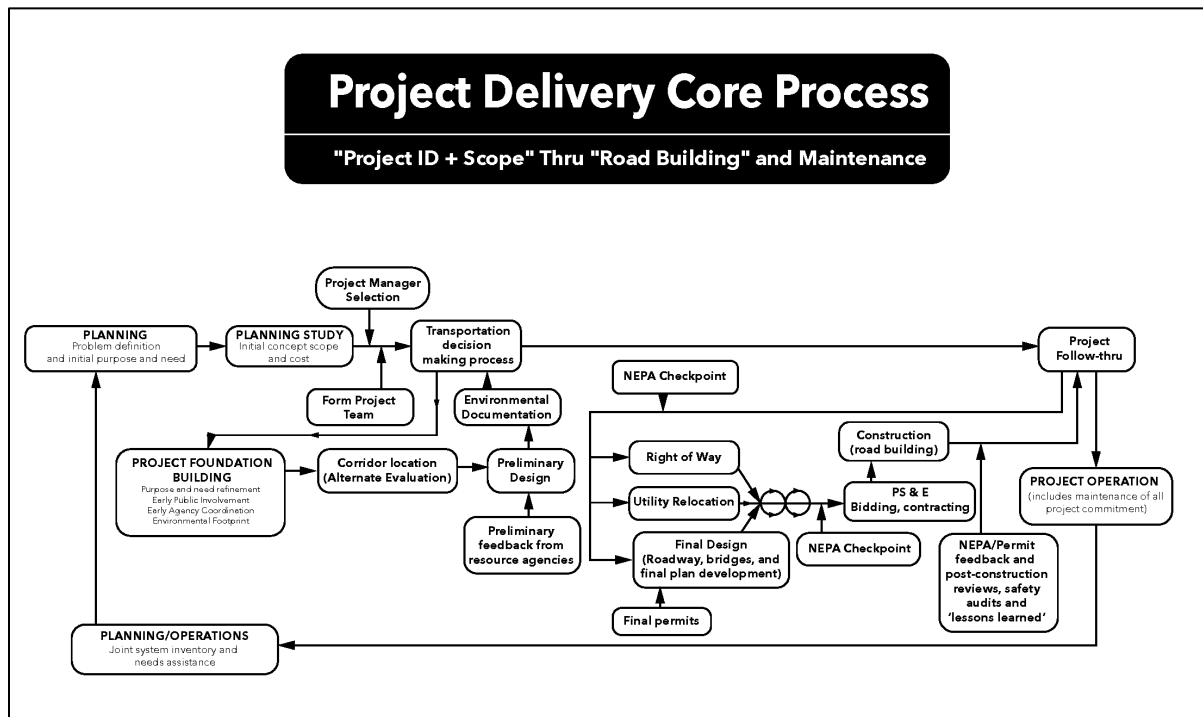 Project Delivery Core Process
"Project ID + Scope" Thru "Road Building" and Maintenance
Project Manager
Selection
PLANNING
Problem definition
and initial purpose and need
PLANNING STUDY
Initial concept scope
and cost
Transportation
decision
making process
Project
Follow-thru
Form Project
Team
Environmental
Documentation
NEPA Checkpoint
PROJECT FOUNDATION
BUILDING
Purpose and need refinement
Early Public Involvement
Early Agency Coordination
Environmental Footprint
Corridor location
(Alternate Evaluation)
Preliminary
Design
Preliminary
feedback from
resource agencies
Right of Way
Utility Relocation
Final Design
(Roadway, bridges, and
final plan development)
Final permits
NEPA Checkpoint
Construction
(road building)
PS & E
Bidding, contracting
NEPA/Permit
feedback and
post-construction
reviews, safety
audits and
‘lessons learned‘
PROJECT OPERATION
(includes maintenance of all
project commitment)
PLANNING/OPERATIONS
Joint system inventory and
needs assistance